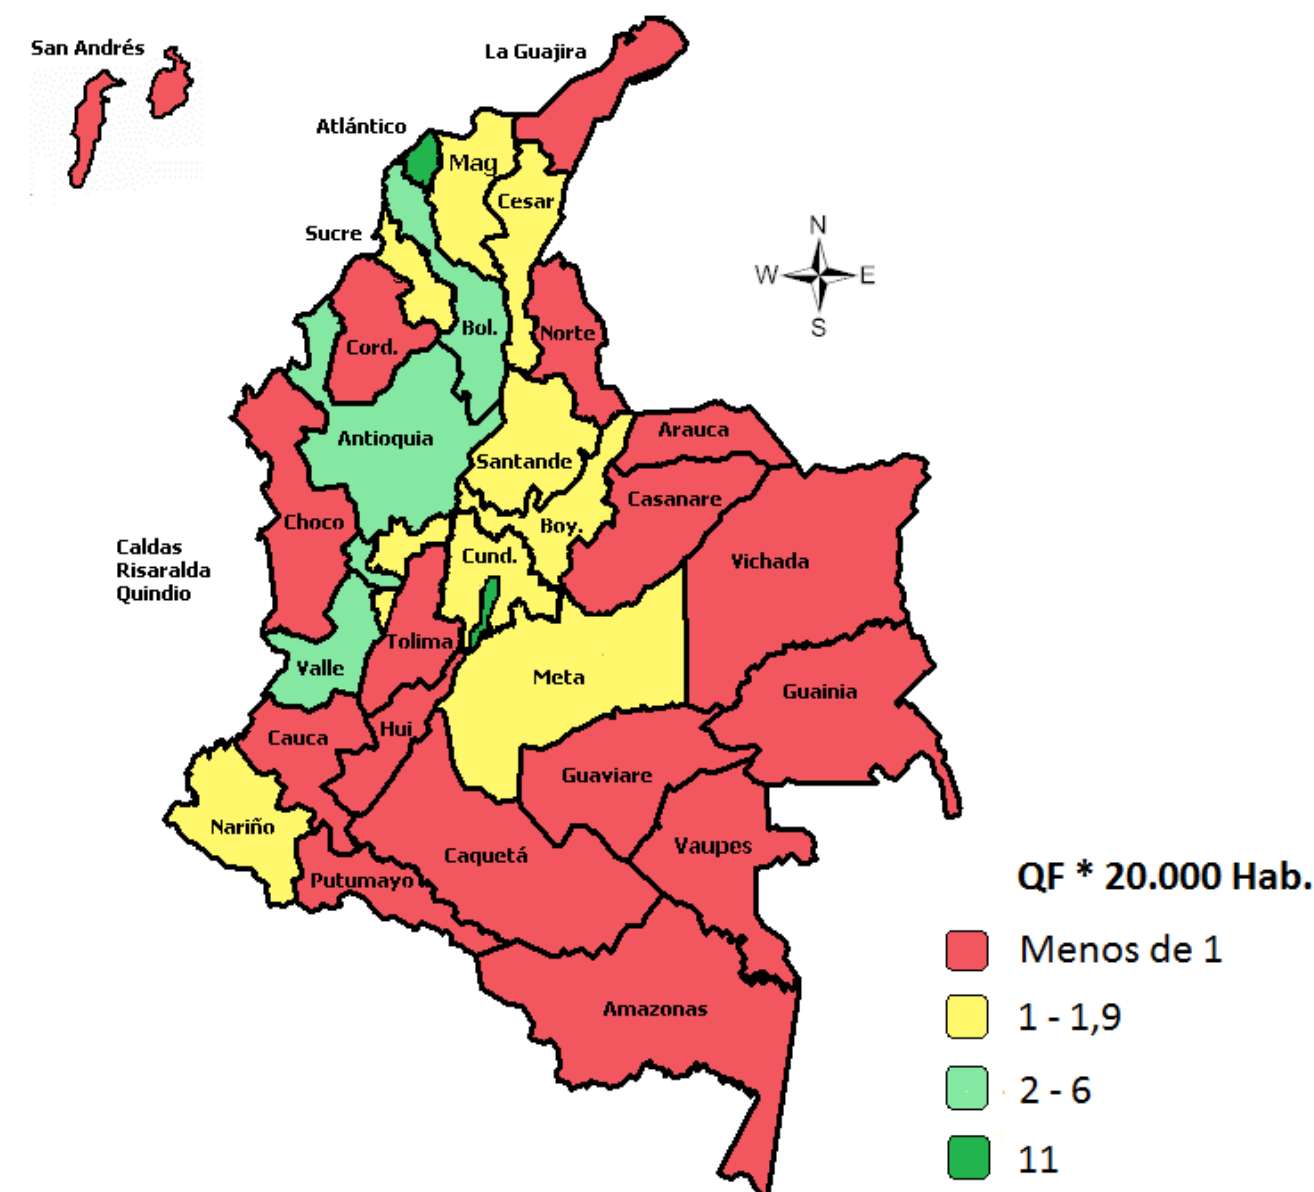 San Andrés
La Guajira
Atlántico
Mag
Cesar
Sucre
N
W
E
S
Bol.
Norte
Cord.
Antioquia
Arauca
Santande
Casanare
Choco
Boy.
Caldas
Risaralda
Quindio
Cund.
Vichada
Tolima
Valle
Meta
Guainia
Cauca
Hui
Guaviare
Nariño
Caquetá
Vaupes
Putumayo
Amazonas
QF * 20.000 Hab.
Menos de 1
1 - 1,9
2 - 6
11